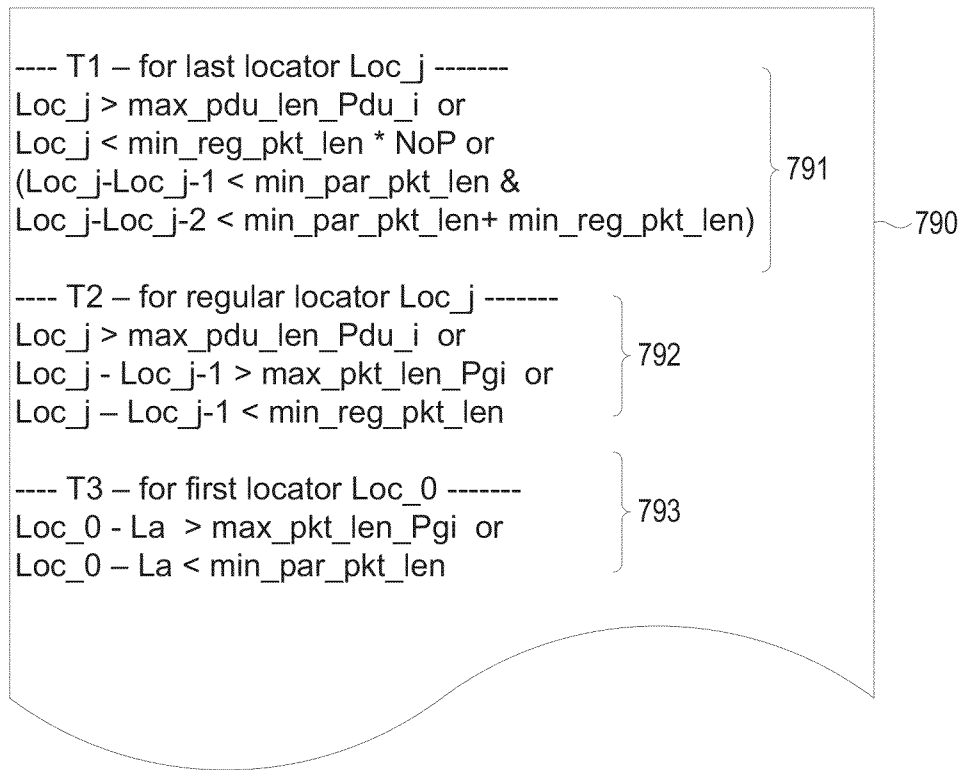 ---- T1 – for last locator Loc_j -------
Loc_j > max_pdu_len_Pdu_i or
Loc_j < min_reg_pkt_len * NoP or
(Loc_j-Loc_j-1 < min_par_pkt_len &
Loc_j-Loc_j-2 < min_par_pkt_len+ min_reg_pkt_len)
791
790
---- T2 – for regular locator Loc_j -------
Loc_j > max_pdu_len_Pdu_i or
Loc_j - Loc_j-1 > max_pkt_len_Pgi or
Loc_j – Loc_j-1 < min_reg_pkt_len
792
---- T3 – for first locator Loc_0 -------
Loc_0 - La > max_pkt_len_Pgi or
Loc_0 – La < min_par_pkt_len
793